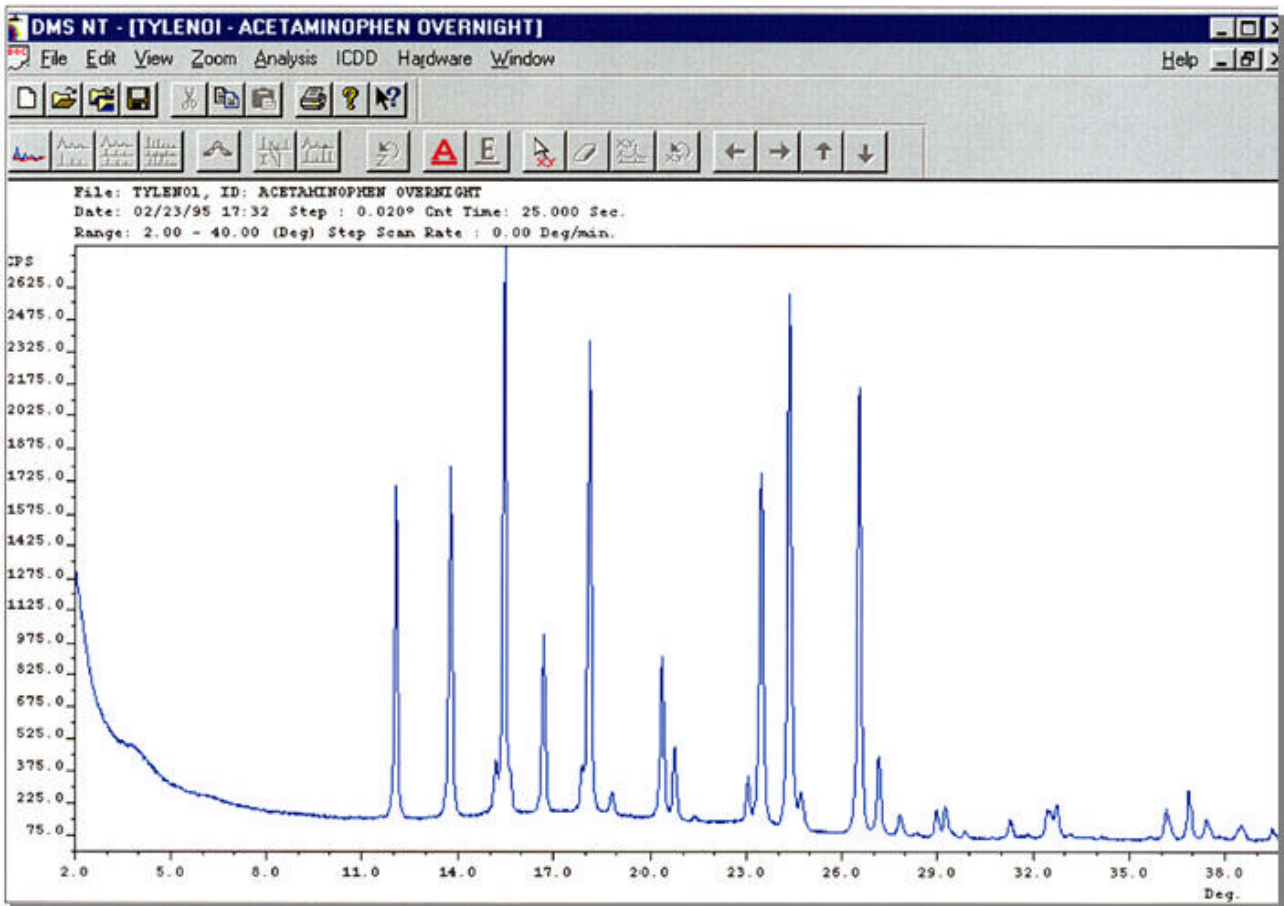 DMS NT - [TYLENOl - ACETAMINOPHEN OVERNIGHT]
File Edit View Zoom Analysis ICDD Hardware Window Help
File: TYLENOl, ID: ACETAMINOPHEN OVERNIGHT
Date: 02/23/95 17:32 Step : 0.020° Cnt Time: 25.000 Sec.
Range: 2.00 - 40.00 (Deg) Step Scan Rate : 0.00 Deg/min.
CPS
2625.0
2475.0
2325.0
2175.0
2025.0
1875.0
1725.0
1575.0
1425.0
1275.0
1125.0
975.0
825.0
675.0
525.0
375.0
225.0
75.0
2.0 5.0 8.0 11.0 14.0 17.0 20.0 23.0 26.0 29.0 32.0 35.0 38.0
Deg.